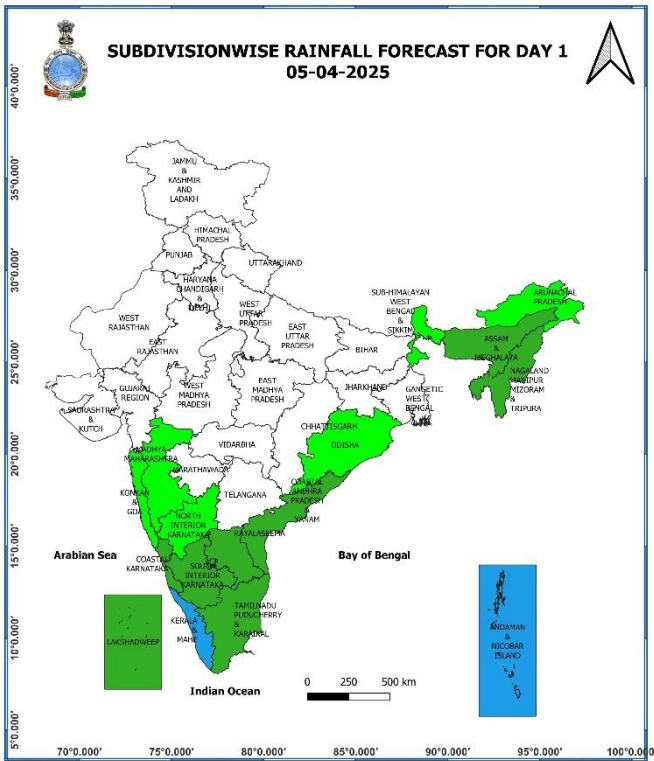 SUBDIVISIONWISE RAINFALL FORECAST FOR DAY 1
05-04-2025
40°0.000'
35°0.000'
30°0.000'
25°0.000'
20°0.000'
15°0.000'
10°0.000'
5°0.000'
JAMMU
&
KASHMIR
AND
LADAKH
HIMACHAL
PRADESH
PUNJAB
UTTARAKHAND
HARYANA
CHANDIGARH
&
DELHI
WEST
RAJASTHAN
EAST
RAJASTHAN
WEST
UTTAR
PRADESH
EAST
UTTAR
PRADESH
BIHAR
SUB-HIMALAYAN
WEST
BENGAL
&
SIKKIM
ARUNACHAL
PRADESH
ASSAM
&
MEGHALAYA
NAGALAND
MANIPUR
MIZORAM
&
TRIPURA
SAURASHTRA
&
KUTCH
GUJARAT
REGION
WEST
MADHYA
PRADESH
EAST
MADHYA
PRADESH
JHARKHAND
GANGETIC
WEST
BENGAL
CHHATTISGARH
ODISHA
VIDARBHA
MADHYA
MAHARASHTRA
MARATHAWADA
KONKAN
&
GOA
TELANGANA
COASTAL
ANDHRA
PRADESH
&
YANAM
NORTH
INTERIOR
KARNATAKA
RAYALASEEMA
COASTAL
KARNATAKA
SOUTH
INTERIOR
KARNATAKA
TAMILNADU
PUDUCHERRY
&
KARAIKAL
KERALA
&
MAHE
LAKSHADWEEP
ANDAMAN
&
NICOBAR
ISLAND
Arabian Sea
Bay of Bengal
Indian Ocean
0 250 500 km
70°0.000' 75°0.000' 80°0.000' 85°0.000' 90°0.000' 95°0.000'